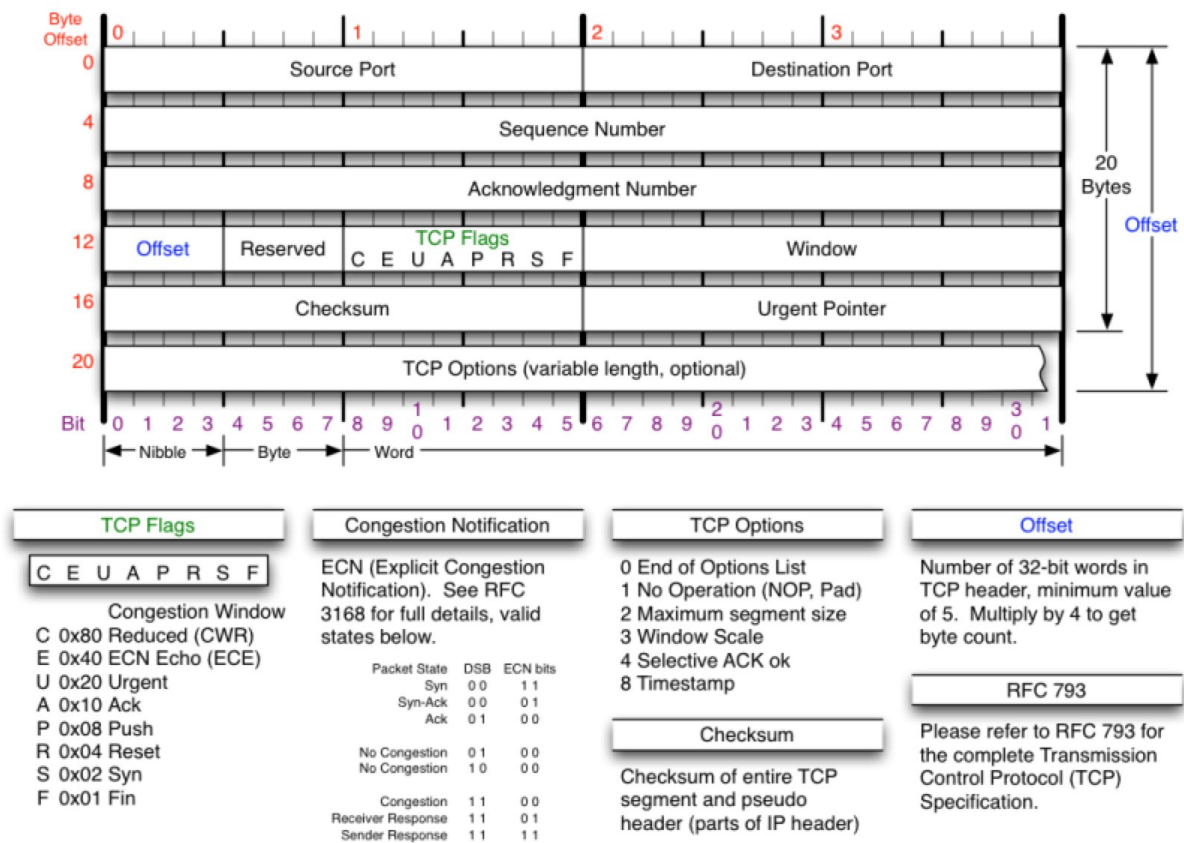 Byte
Offset
0 1 2 3
0 Source Port Destination Port
4 Sequence Number
8 Acknowledgment Number
20
Bytes
Offset
12 Offset Reserved TCP Flags Window
C E U A P R S F
16 Checksum Urgent Pointer
20 TCP Options (variable length, optional)
Bit 0 1 2 3 4 5 6 7 8 9 10 1 2 3 4 5 6 7 8 9 20 1 2 3 4 5 6 7 8 9 30 1
Nibble Byte Word
TCP Flags
C E U A P R S F
Congestion Window
C 0x80 Reduced (CWR)
E 0x40 ECN Echo (ECE)
U 0x20 Urgent
A 0x10 Ack
P 0x08 Push
R 0x04 Reset
S 0x02 Syn
F 0x01 Fin
Congestion Notification
ECN (Explicit Congestion
Notification). See RFC
3168 for full details, valid
states below.
Packet State DSB ECN bits
Syn 0 0 1 1
Syn-Ack 0 0 0 1
Ack 0 1 0 0
No Congestion 0 1 0 0
No Congestion 1 0 0 0
Congestion 1 1 0 0
Receiver Response 1 1 0 1
Sender Response 1 1 1 1
TCP Options
0 End of Options List
1 No Operation (NOP, Pad)
2 Maximum segment size
3 Window Scale
4 Selective ACK ok
8 Timestamp
Checksum
Checksum of entire TCP
segment and pseudo
header (parts of IP header)
Offset
Number of 32-bit words in
TCP header, minimum value
of 5. Multiply by 4 to get
byte count.
RFC 793
Please refer to RFC 793 for
the complete Transmission
Control Protocol (TCP)
Specification.